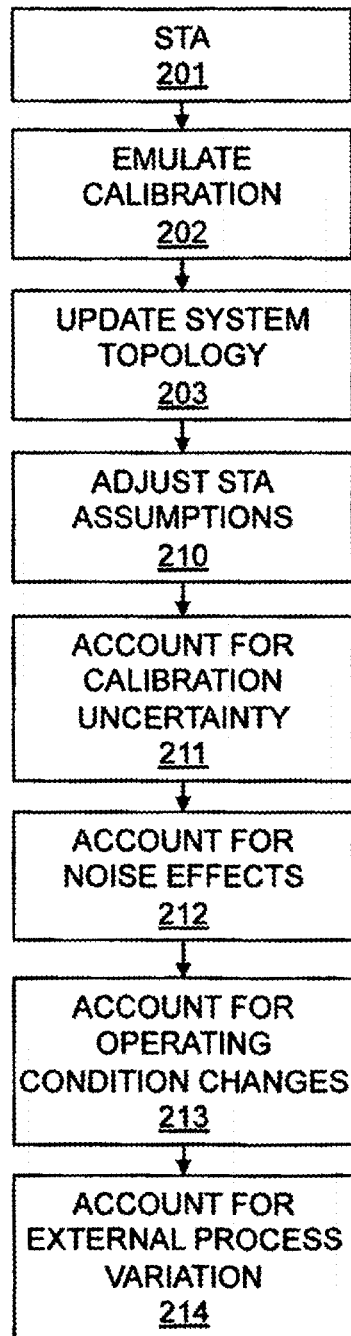 STA
201
EMULATE
CALIBRATION
202
UPDATE SYSTEM
TOPOLOGY
203
ADJUST STA
ASSUMPTIONS
210
ACCOUNT FOR
CALIBRATION
UNCERTAINTY
211
ACCOUNT FOR
NOISE EFFECTS
212
ACCOUNT FOR
OPERATING
CONDITION CHANGES
213
ACCOUNT FOR
EXTERNAL PROCESS
VARIATION
214